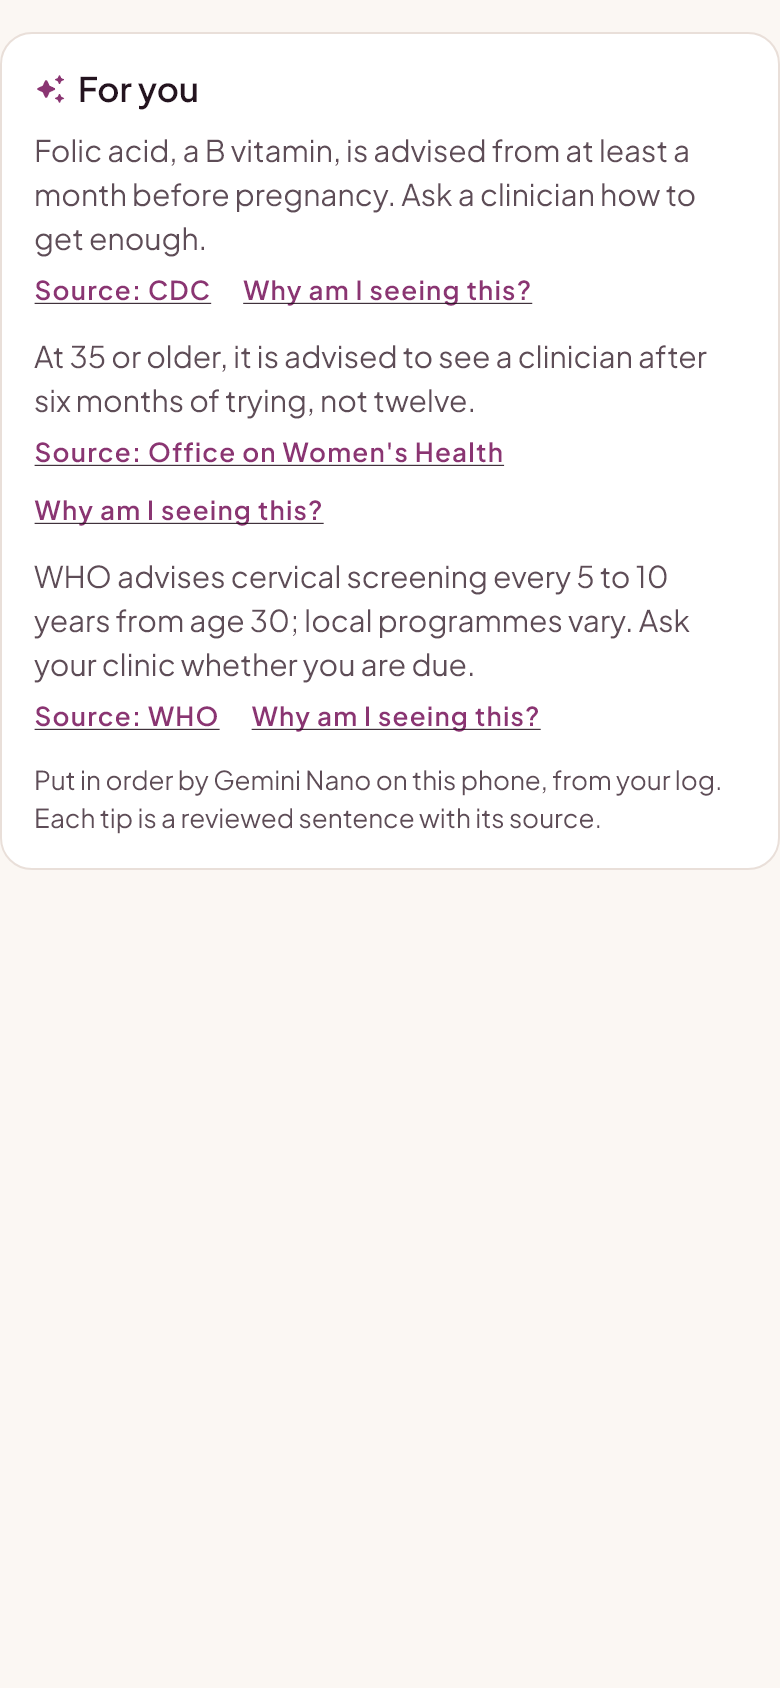 For you
Folic acid, a B vitamin, is advised from at least a
month before pregnancy. Ask a clinician how to
get enough.
Source: CDC    Why am I seeing this?
At 35 or older, it is advised to see a clinician after
six months of trying, not twelve.
Source: Office on Women's Health
Why am I seeing this?
WHO advises cervical screening every 5 to 10
years from age 30; local programmes vary. Ask
your clinic whether you are due.
Source: WHO    Why am I seeing this?
Put in order by Gemini Nano on this phone, from your log.
Each tip is a reviewed sentence with its source.